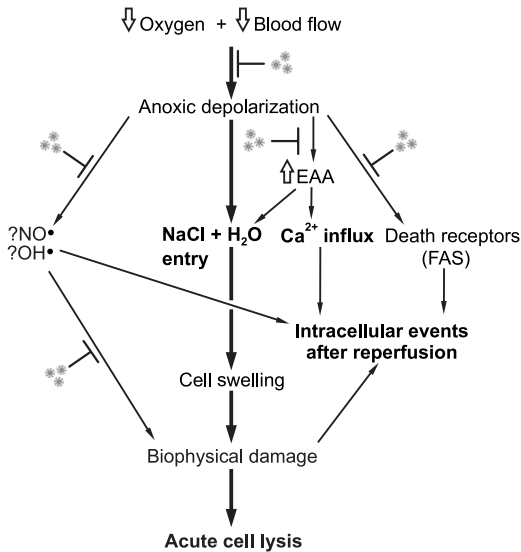 Oxygen + Blood flow
Anoxic depolarization
EAA
?NO•
?OH•
NaCl + H₂O
entry
Ca²⁺ influx
Death receptors
(FAS)
Intracellular events
after reperfusion
Cell swelling
Biophysical damage
Acute cell lysis